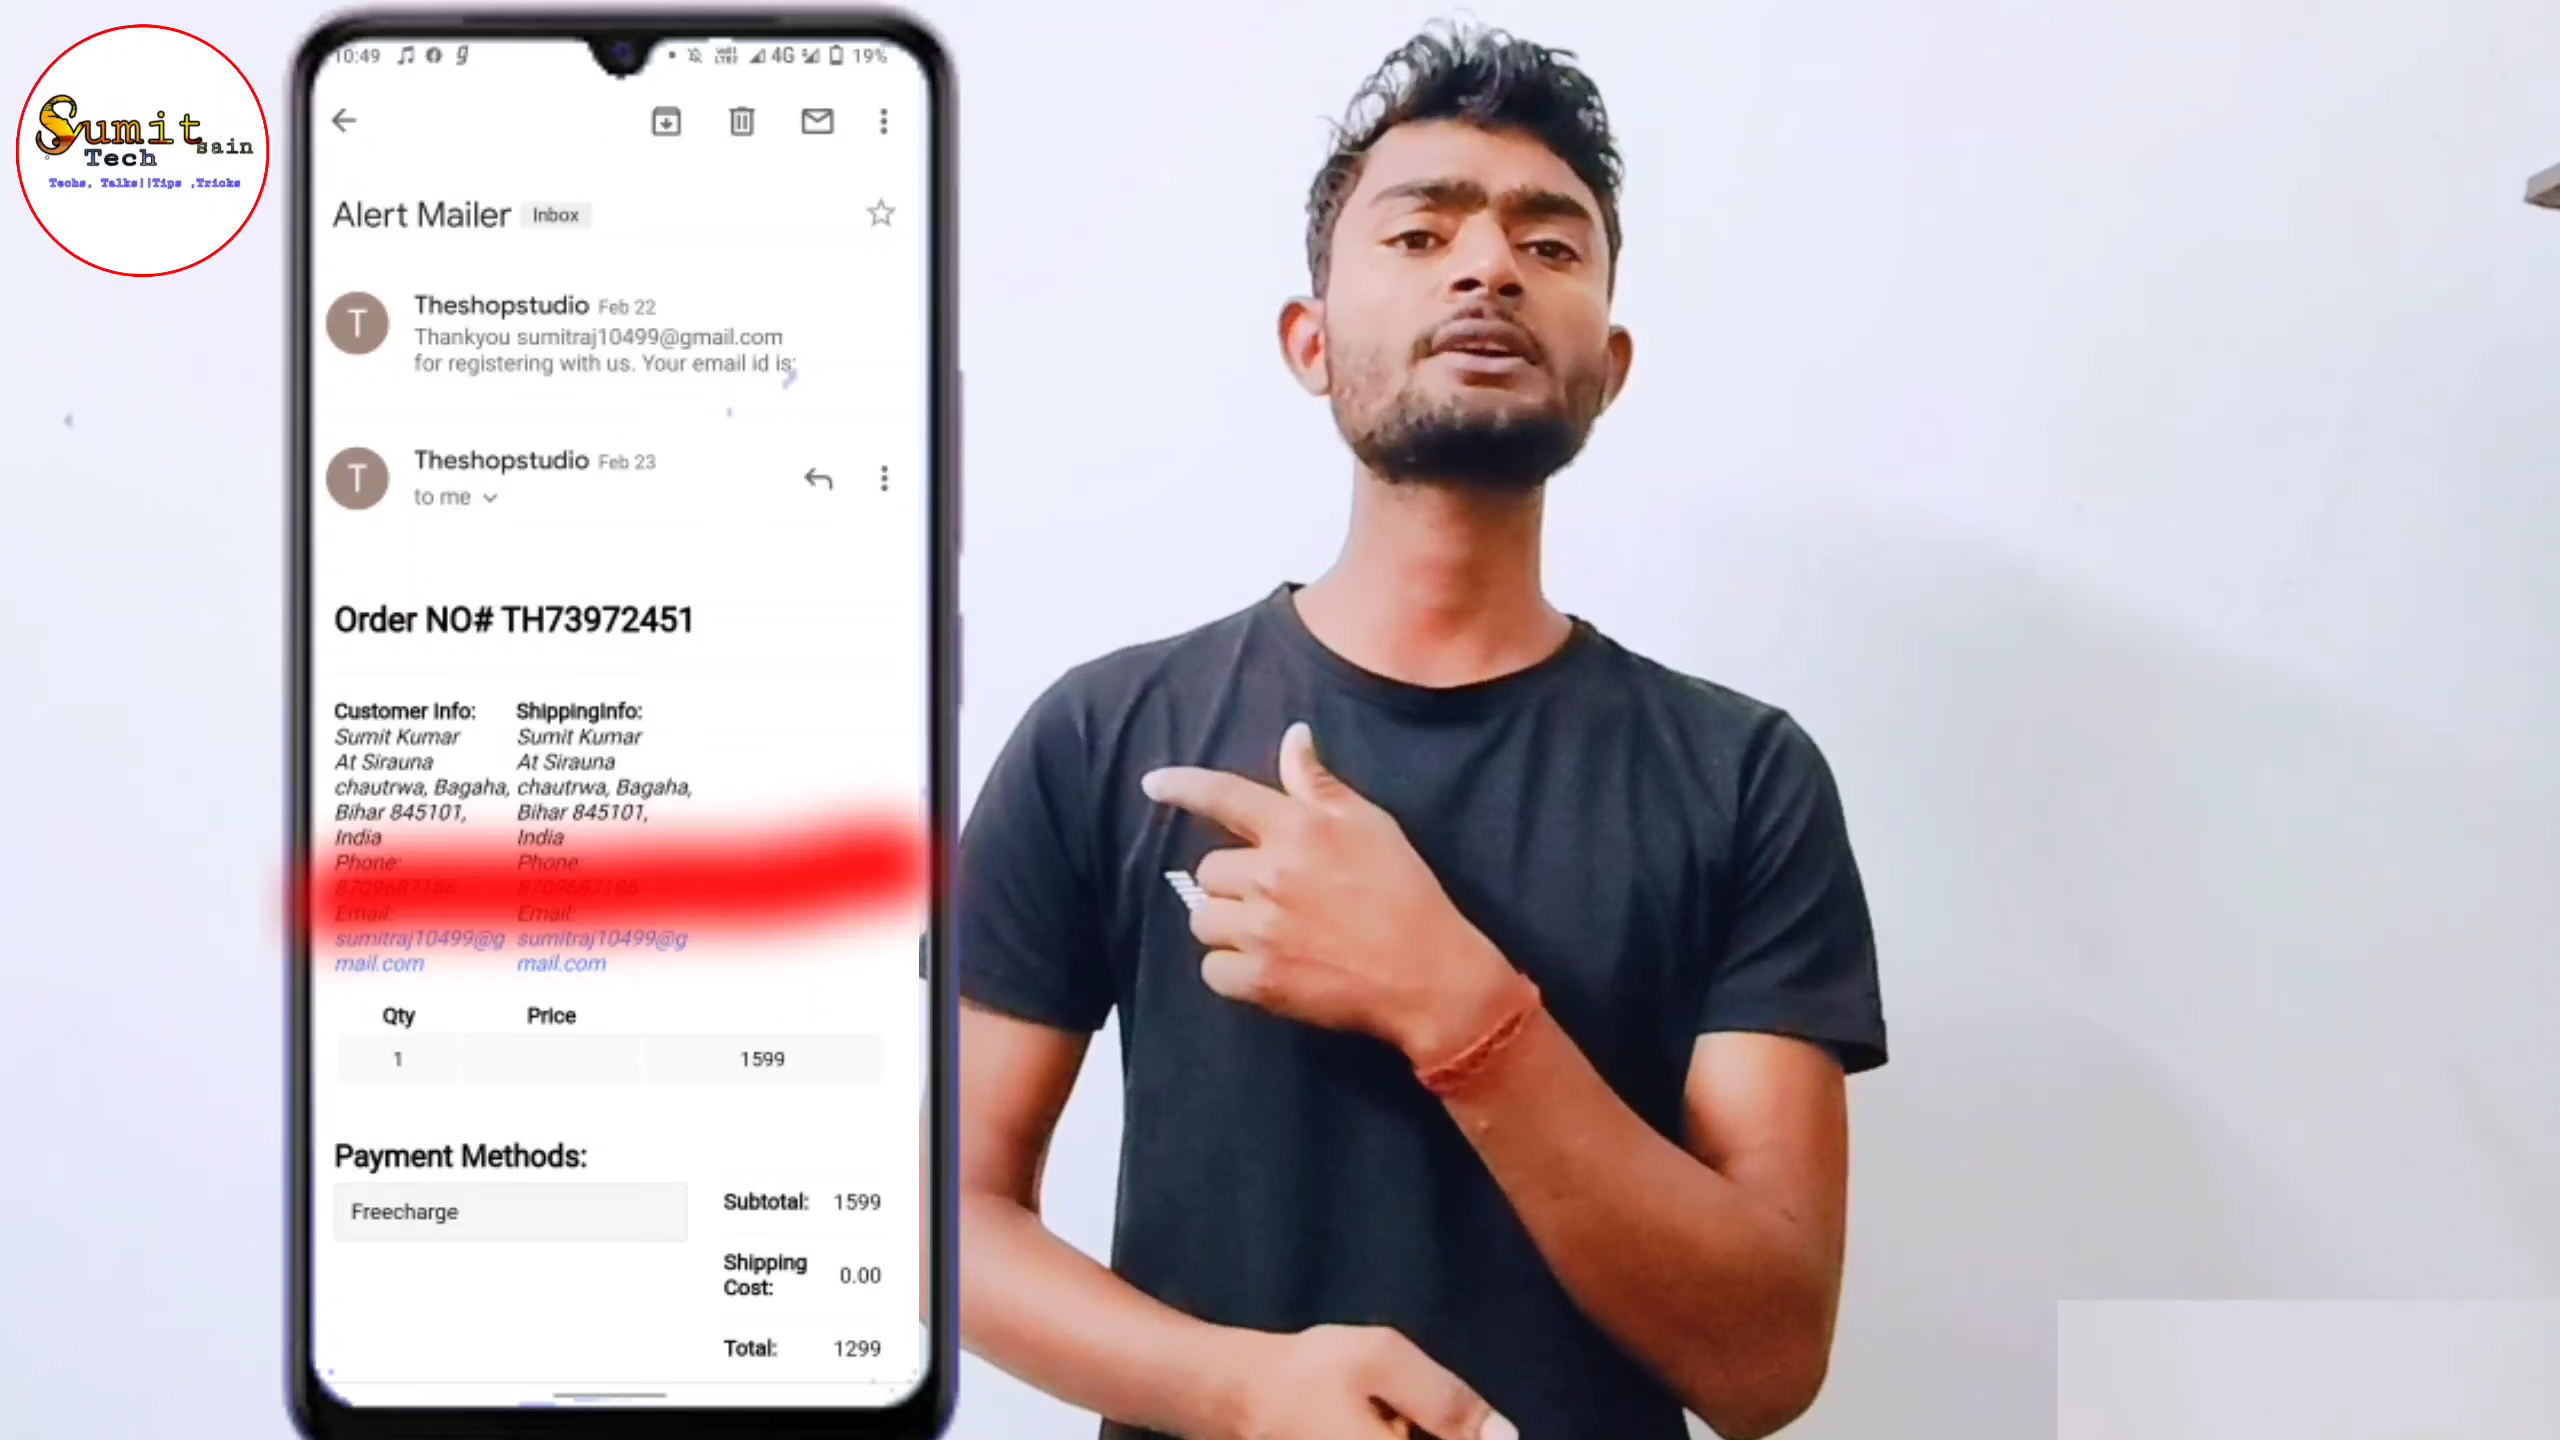 Sumit
sain
Tech
Techs, Talks||Tips ,Tricks
10:49
4G
19%
Alert Mailer
Inbox
Theshopstudio Feb 22
Thankyou sumitraj10499@gmail.com
for registering with us. Your email id is:
T
Theshopstudio Feb 23
to me
T
Order NO# TH73972451
Customer Info:
Sumit Kumar
At Sirauna
chautrwa, Bagaha,
Bihar 845101,
India
Phone:
Email:
sumitraj10499@g
mail.com
ShippingInfo:
Sumit Kumar
At Sirauna
chautrwa, Bagaha,
Bihar 845101,
India
Phone:
Email:
sumitraj10499@g
mail.com
Qty Price
1 1599
Payment Methods:
Freecharge
Subtotal: 1599
Shipping
Cost: 0.00
Total: 1299